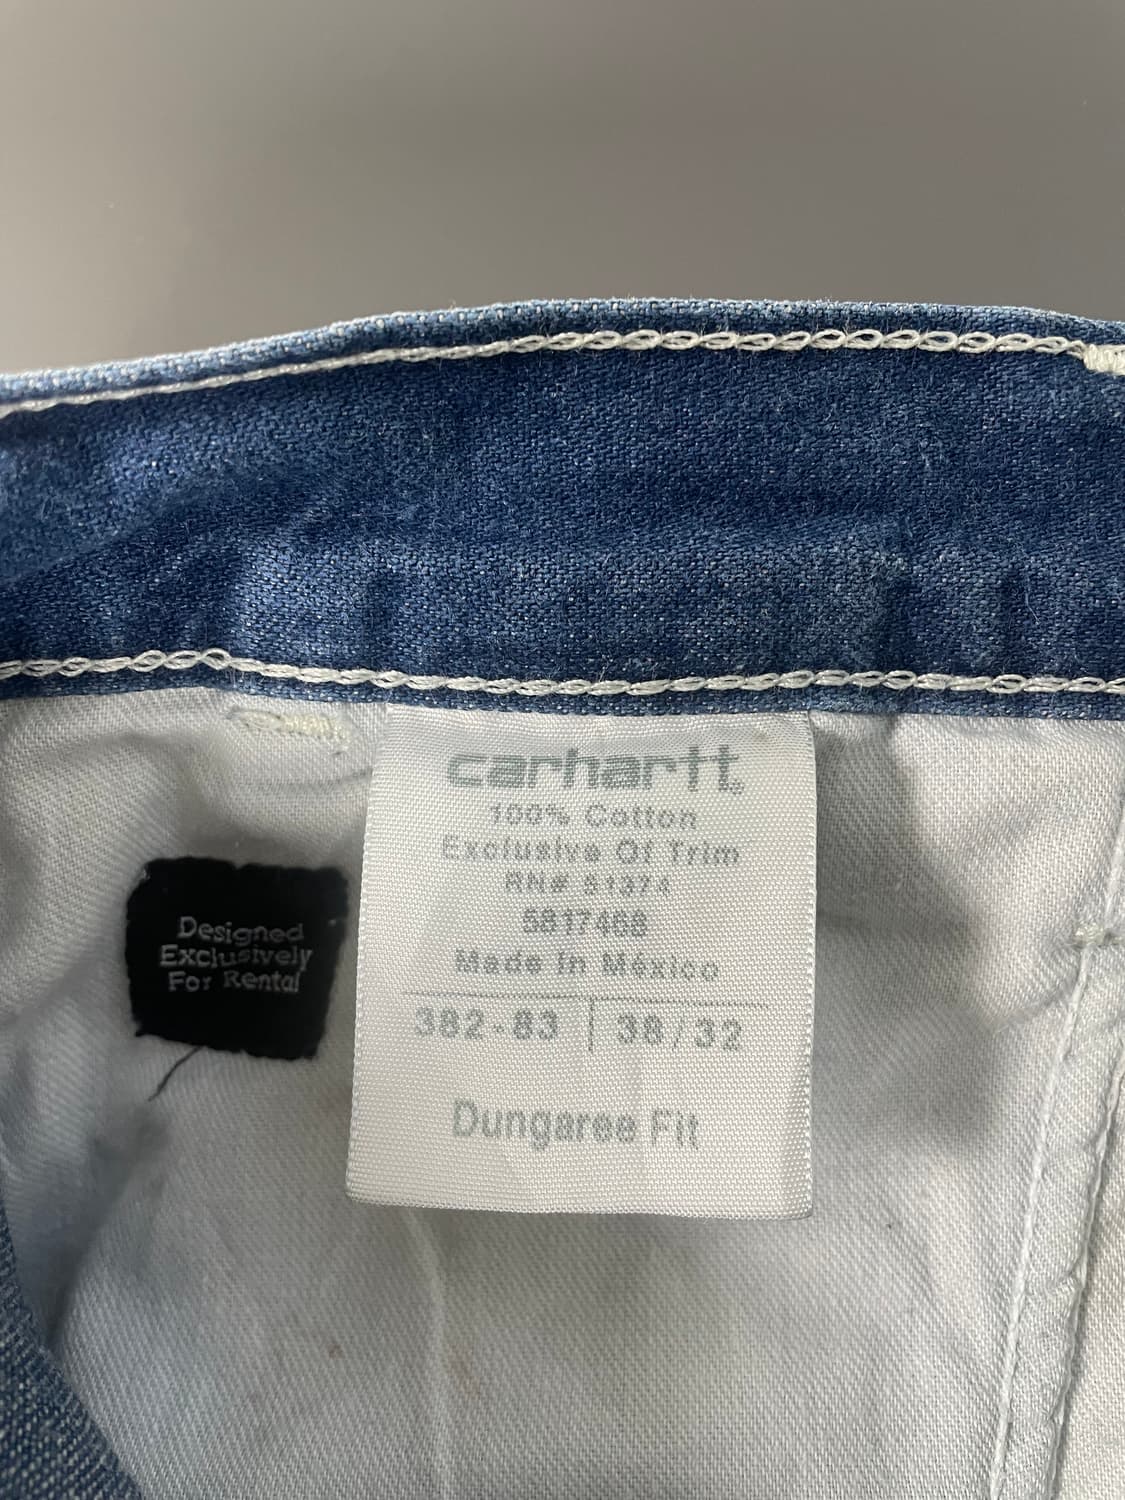 carhartt®
100% Cotton
Exclusive Of Trim
RN# 51374
5817468
Made In México
382-83 | 38/32
Dungaree Fit
Designed
Exclusively
For Rental